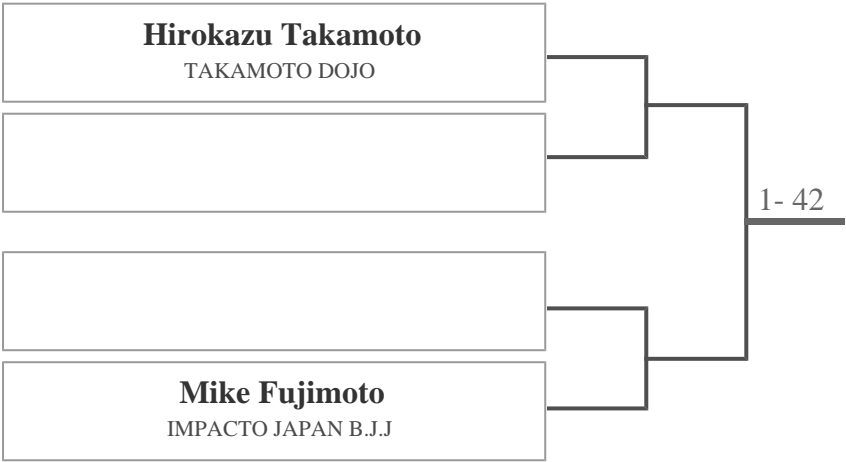 Hirokazu Takamoto
TAKAMOTO DOJO
1- 42
Mike Fujimoto
IMPACTO JAPAN B.J.J